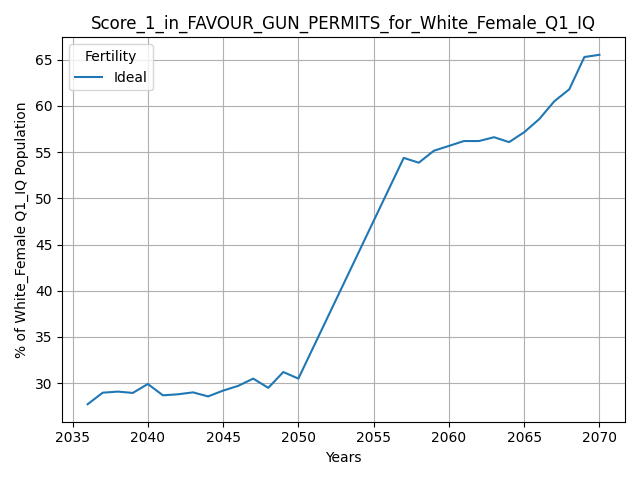 Score_1_in_FAVOUR_GUN_PERMITS_for_White_Female_Q1_IQ
Fertility
Ideal
% of White_Female Q1_IQ Population
65
60
55
50
45
40
35
30
2035 2040 2045 2050 2055 2060 2065 2070
Years